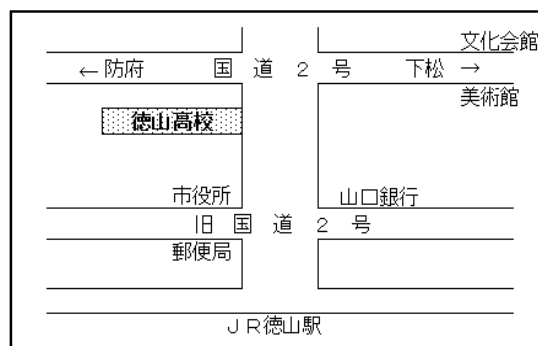 文化会館
←防府　国　道　２　号　下松　→
美術館
徳山高校
市役所　山口銀行
旧　国　道　２　号
郵便局
ＪＲ徳山駅